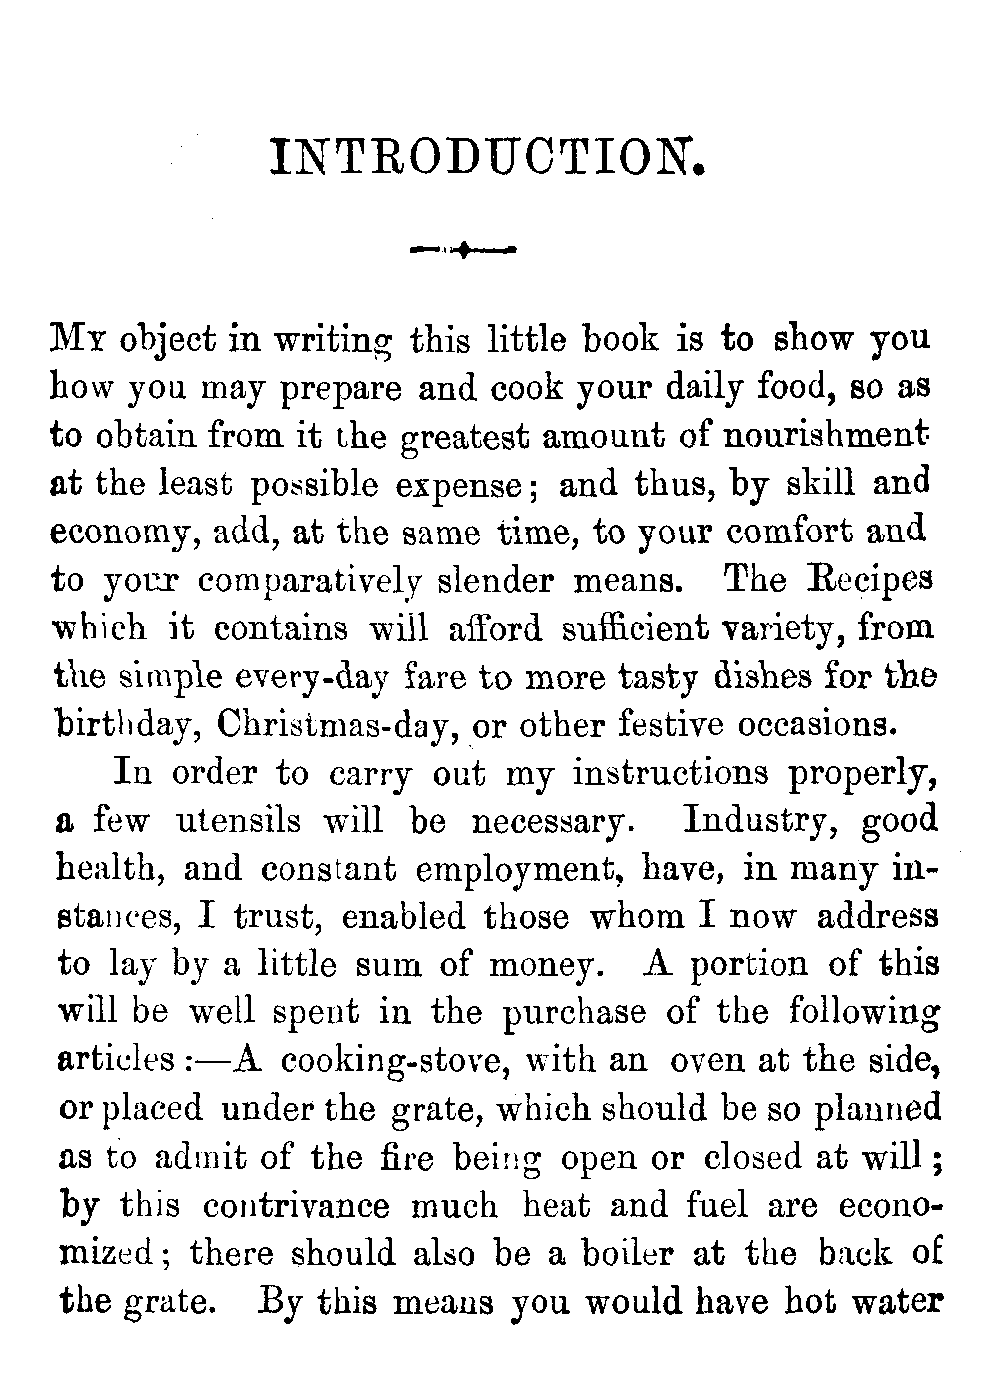 INTRODUCTION.
MY object in writing this little book is to show you
how you may prepare and cook your daily food, so as
to obtain from it the greatest amount of nourishment
at the least possible expense; and thus, by skill and
economy, add, at the same time, to your comfort and
to your comparatively slender means. The Recipes
which it contains will afford sufficient variety, from
the simple every-day fare to more tasty dishes for the
birthday, Christmas-day, or other festive occasions.
In order to carry out my instructions properly,
a few utensils will be necessary. Industry, good
health, and constant employment, have, in many in-
stances, I trust, enabled those whom I now address
to lay by a little sum of money. A portion of this
will be well spent in the purchase of the following
articles :—A cooking-stove, with an oven at the side,
or placed under the grate, which should be so planned
as to admit of the fire being open or closed at will ;
by this contrivance much heat and fuel are econo-
mized ; there should also be a boiler at the back of
the grate. By this means you would have hot water